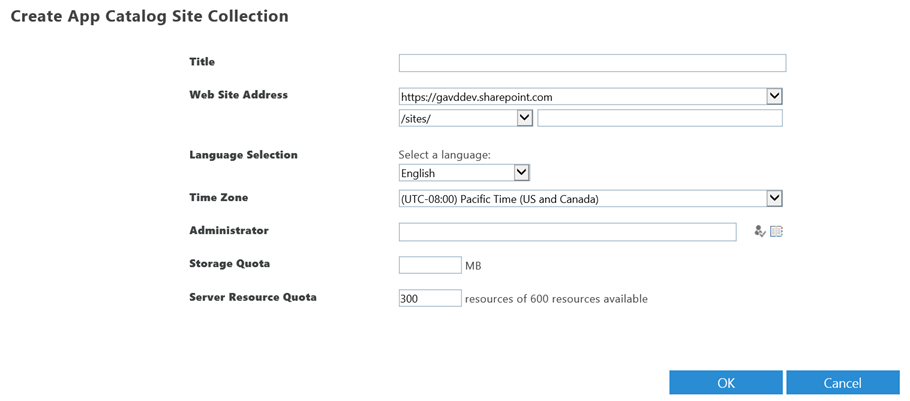 Create App Catalog Site Collection
Title
Web Site Address
https://gavddev.sharepoint.com
/sites/
Language Selection
Select a language:
English
Time Zone
(UTC-08:00) Pacific Time (US and Canada)
Administrator
Storage Quota
MB
Server Resource Quota
300 resources of 600 resources available
OK Cancel